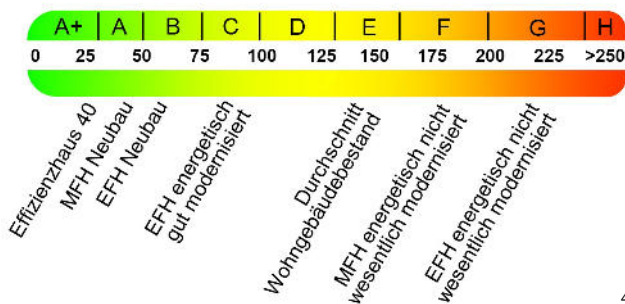 A+ A B C D E F G H
0 25 50 75 100 125 150 175 200 225 >250
Effizienzhaus 40
MFH Neubau
EFH Neubau
EFH energetisch
gut modernisiert
Durchschnitt
Wohngebäudebestand
MFH energetisch nicht
wesentlich modernisiert
EFH energetisch nicht
wesentlich modernisiert